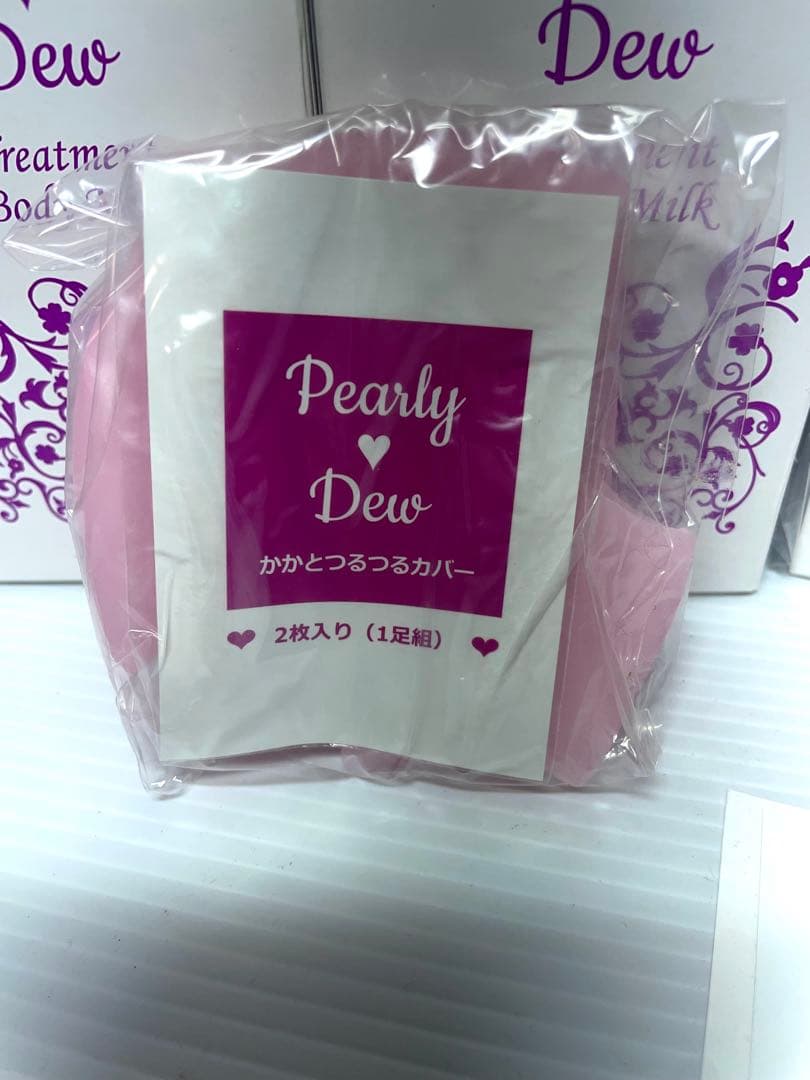 Dew
Treatment
Body
Dew
Milk
Pearly
♥
Dew
かかとつるつるカバー
♥ 2枚入り（1足組） ♥